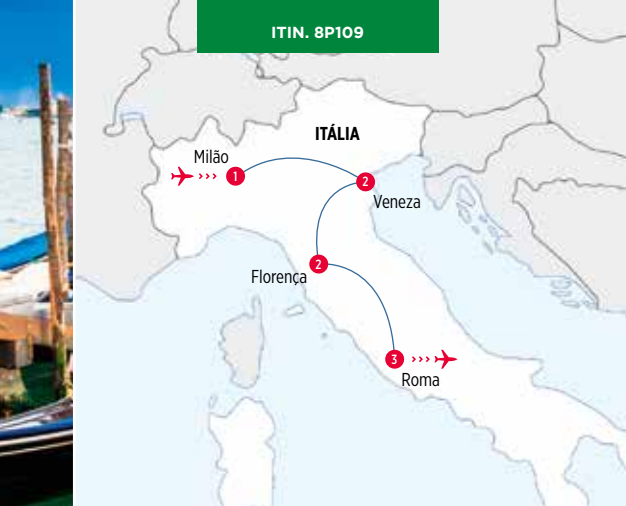 ITIN. 8P109
ITÁLIA
Milão
1
2
Veneza
Florença
2
3
Roma